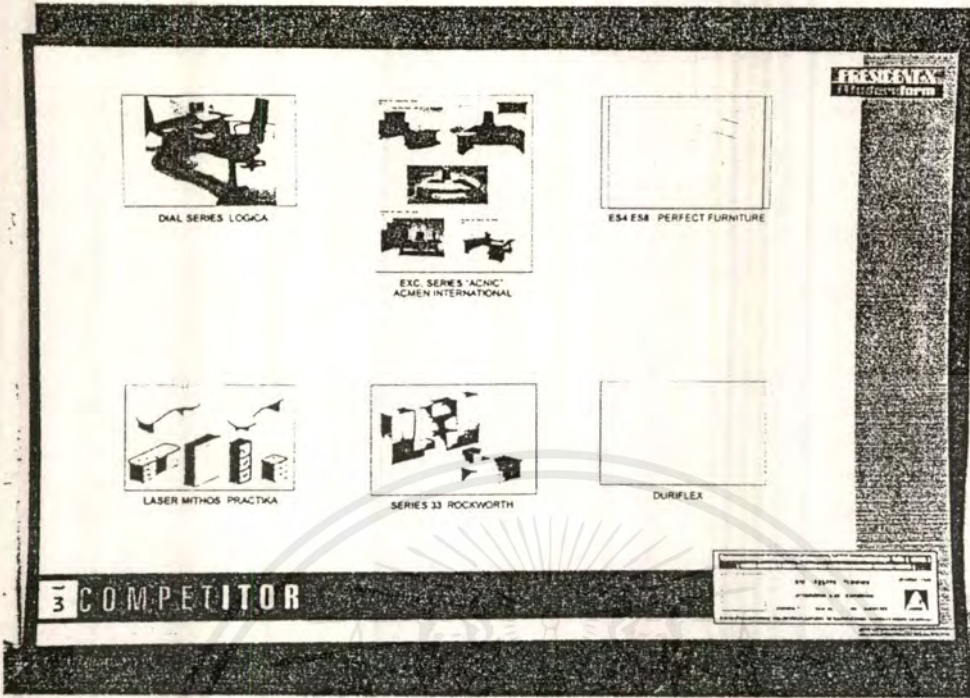 PRESIDENT-X
Modernform
DIAL SERIES LOGICA
EXC. SERIES "ACNIC"
ACMEN INTERNATIONAL
ES4 ES8 PERFECT FURNITURE
LASER MITHOS PRACTIKA
SERIES 33 ROCKWORTH
DURIFLEX
3 COMPETITOR